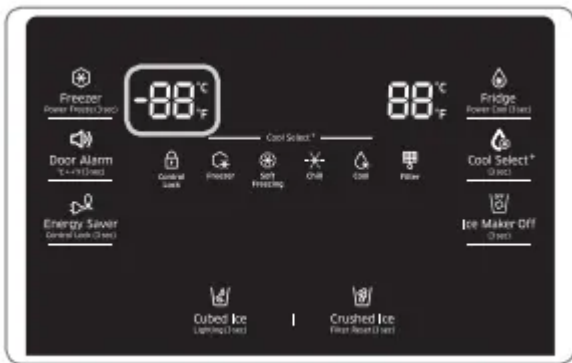 -88 °C °F
88 °C °F
Freezer
Power Freeze (3 sec)
Fridge
Power Cool (3 sec)
Cool Select+
Door Alarm
°C↔°F (3 sec)
Control
Lock
Freezer
Soft
Freezing
Chill
Cool
Filter
Cool Select+
(3 sec)
Energy Saver
Control Lock (3 sec)
Ice Maker Off
(3 sec)
Cubed Ice
Lighting (3 sec)
Crushed Ice
Filter Reset (3 sec)